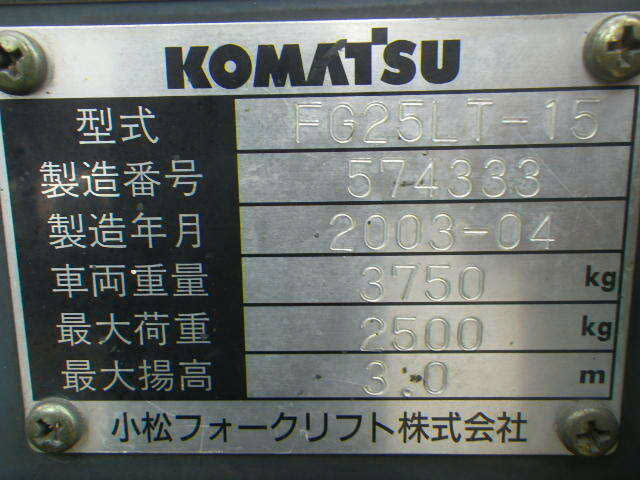 KOMATSU
型式 FG25LT-15
製造番号 574333
製造年月 2003-04
車両重量 3750 kg
最大荷重 2500 kg
最大揚高 3.0 m
小松フォークリフト株式会社